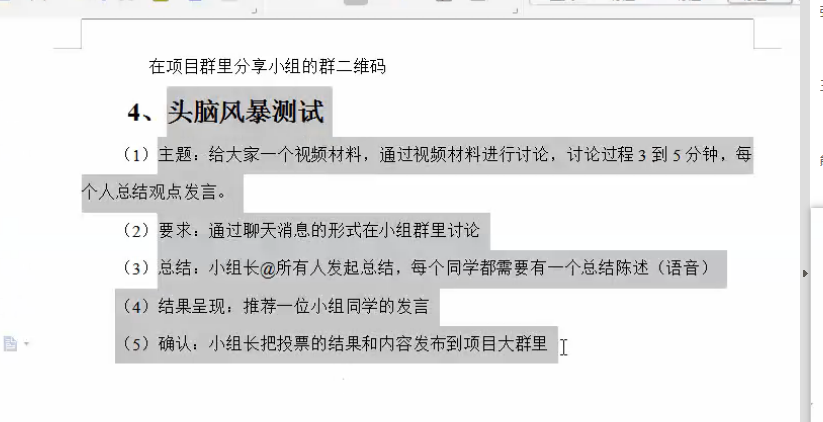 在项目群里分享小组的群二维码
4、头脑风暴测试
（1）主题：给大家一个视频材料，通过视频材料进行讨论，讨论过程 3 到 5 分钟，每
个人总结观点发言。
（2）要求：通过聊天消息的形式在小组群里讨论
（3）总结：小组长@所有人发起总结，每个同学都需要有一个总结陈述（语音）
（4）结果呈现：推荐一位小组同学的发言
（5）确认：小组长把投票的结果和内容发布到项目大群里